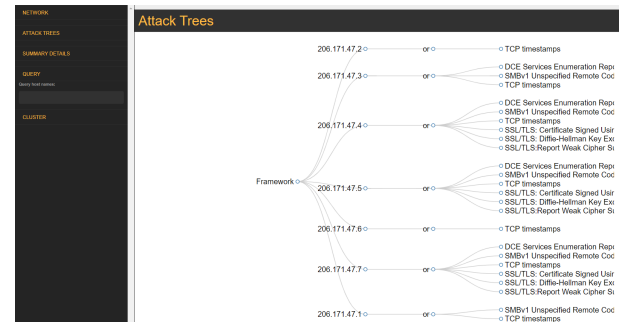 NETWORK
ATTACK TREES
SUMMARY DETAILS
QUERY
Query host names:
CLUSTER
Attack Trees
Framework
206.171.47.2 or TCP timestamps
206.171.47.3 or
DCE Services Enumeration Repo
SMBv1 Unspecified Remote Cod
TCP timestamps
206.171.47.4 or
DCE Services Enumeration Repo
SMBv1 Unspecified Remote Cod
TCP timestamps
SSL/TLS: Certificate Signed Usin
SSL/TLS: Diffie-Hellman Key Exc
SSL/TLS:Report Weak Cipher Su
206.171.47.5 or
DCE Services Enumeration Repo
SMBv1 Unspecified Remote Cod
TCP timestamps
SSL/TLS: Certificate Signed Usin
SSL/TLS: Diffie-Hellman Key Exc
SSL/TLS:Report Weak Cipher Su
206.171.47.6 or TCP timestamps
206.171.47.7 or
DCE Services Enumeration Repo
SMBv1 Unspecified Remote Cod
TCP timestamps
SSL/TLS: Certificate Signed Usin
SSL/TLS: Diffie-Hellman Key Exc
SSL/TLS:Report Weak Cipher Su
206.171.47.1 or
SMBv1 Unspecified Remote Cod
TCP timestamps